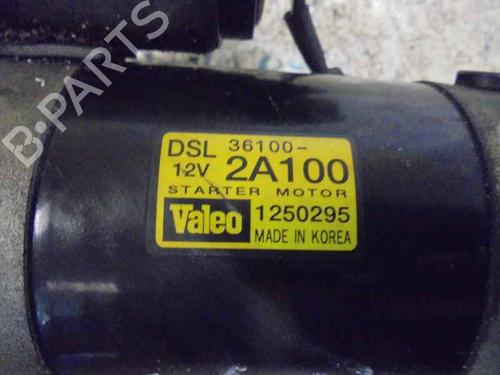 B-PARTS
DSL 36100-
12V 2A100
STARTER MOTOR
Valeo 1250295
MADE IN KOREA